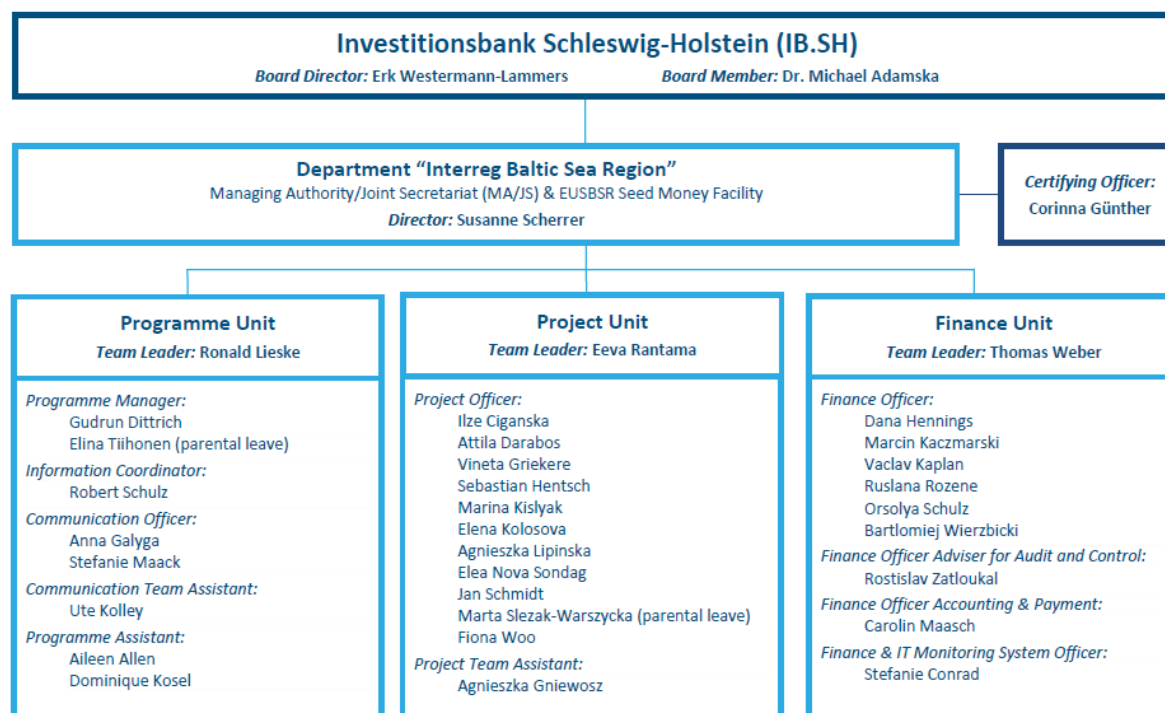 Investitionsbank Schleswig-Holstein (IB.SH)
Board Director: Erk Westermann-Lammers Board Member: Dr. Michael Adamska
Department “Interreg Baltic Sea Region”
Managing Authority/Joint Secretariat (MA/JS) & EUSBSR Seed Money Facility
Director: Susanne Scherrer
Certifying Officer:
Corinna Günther
Programme Unit
Team Leader: Ronald Lieske
Programme Manager:
Gudrun Dittrich
Elina Tiihonen (parental leave)
Information Coordinator:
Robert Schulz
Communication Officer:
Anna Galyga
Stefanie Maack
Communication Team Assistant:
Ute Kolley
Programme Assistant:
Aileen Allen
Dominique Kosel
Project Unit
Team Leader: Eeva Rantama
Project Officer:
Ilze Ciganska
Attila Darabos
Vineta Griekere
Sebastian Hentsch
Marina Kislyak
Elena Kolosova
Agnieszka Lipinska
Elea Nova Sondag
Jan Schmidt
Marta Slezak-Warszycka (parental leave)
Fiona Woo
Project Team Assistant:
Agnieszka Gniewosz
Finance Unit
Team Leader: Thomas Weber
Finance Officer:
Dana Hennings
Marcin Kaczmarski
Vaclav Kaplan
Ruslana Rozene
Orsolya Schulz
Bartlomiej Wierzbicki
Finance Officer Adviser for Audit and Control:
Rostislav Zatloukal
Finance Officer Accounting & Payment:
Carolin Maasch
Finance & IT Monitoring System Officer:
Stefanie Conrad